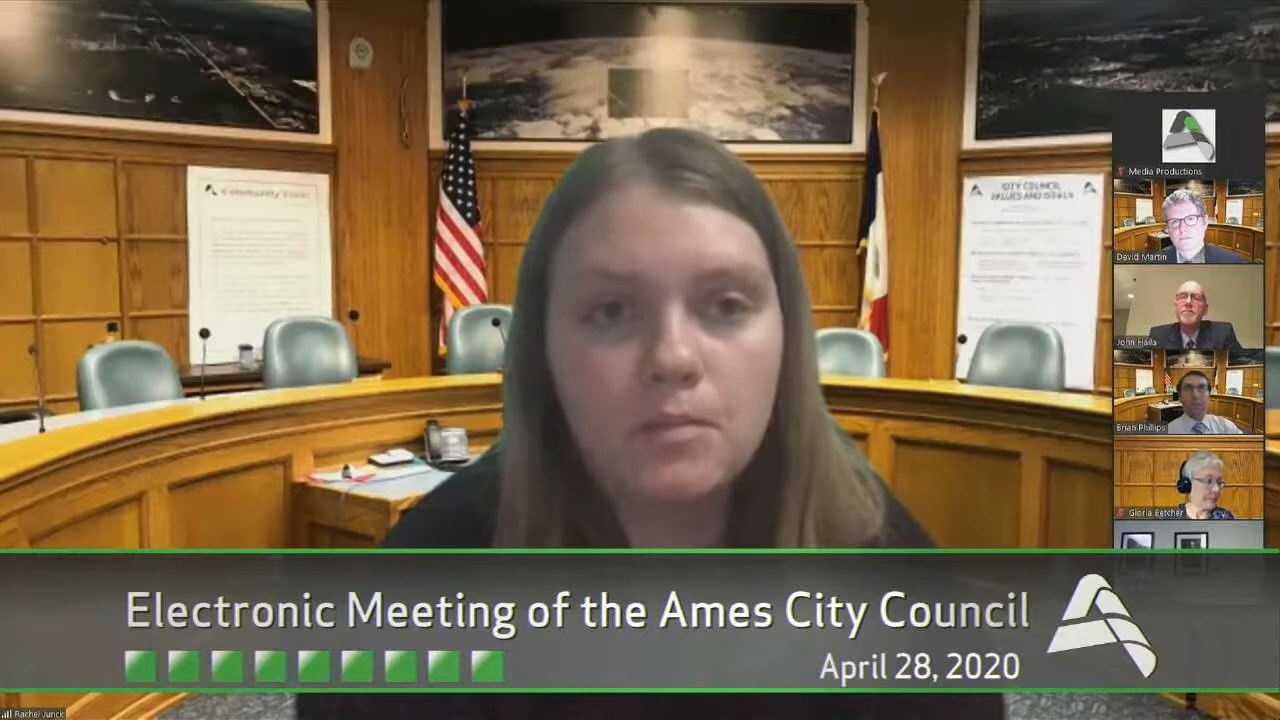 Community Vision
CITY COUNCIL
VALUES AND GOALS
Media Productions
David Martin
John Haila
Brian Phillips
Gloria Betcher
Electronic Meeting of the Ames City Council
April 28, 2020
Rachel Junck